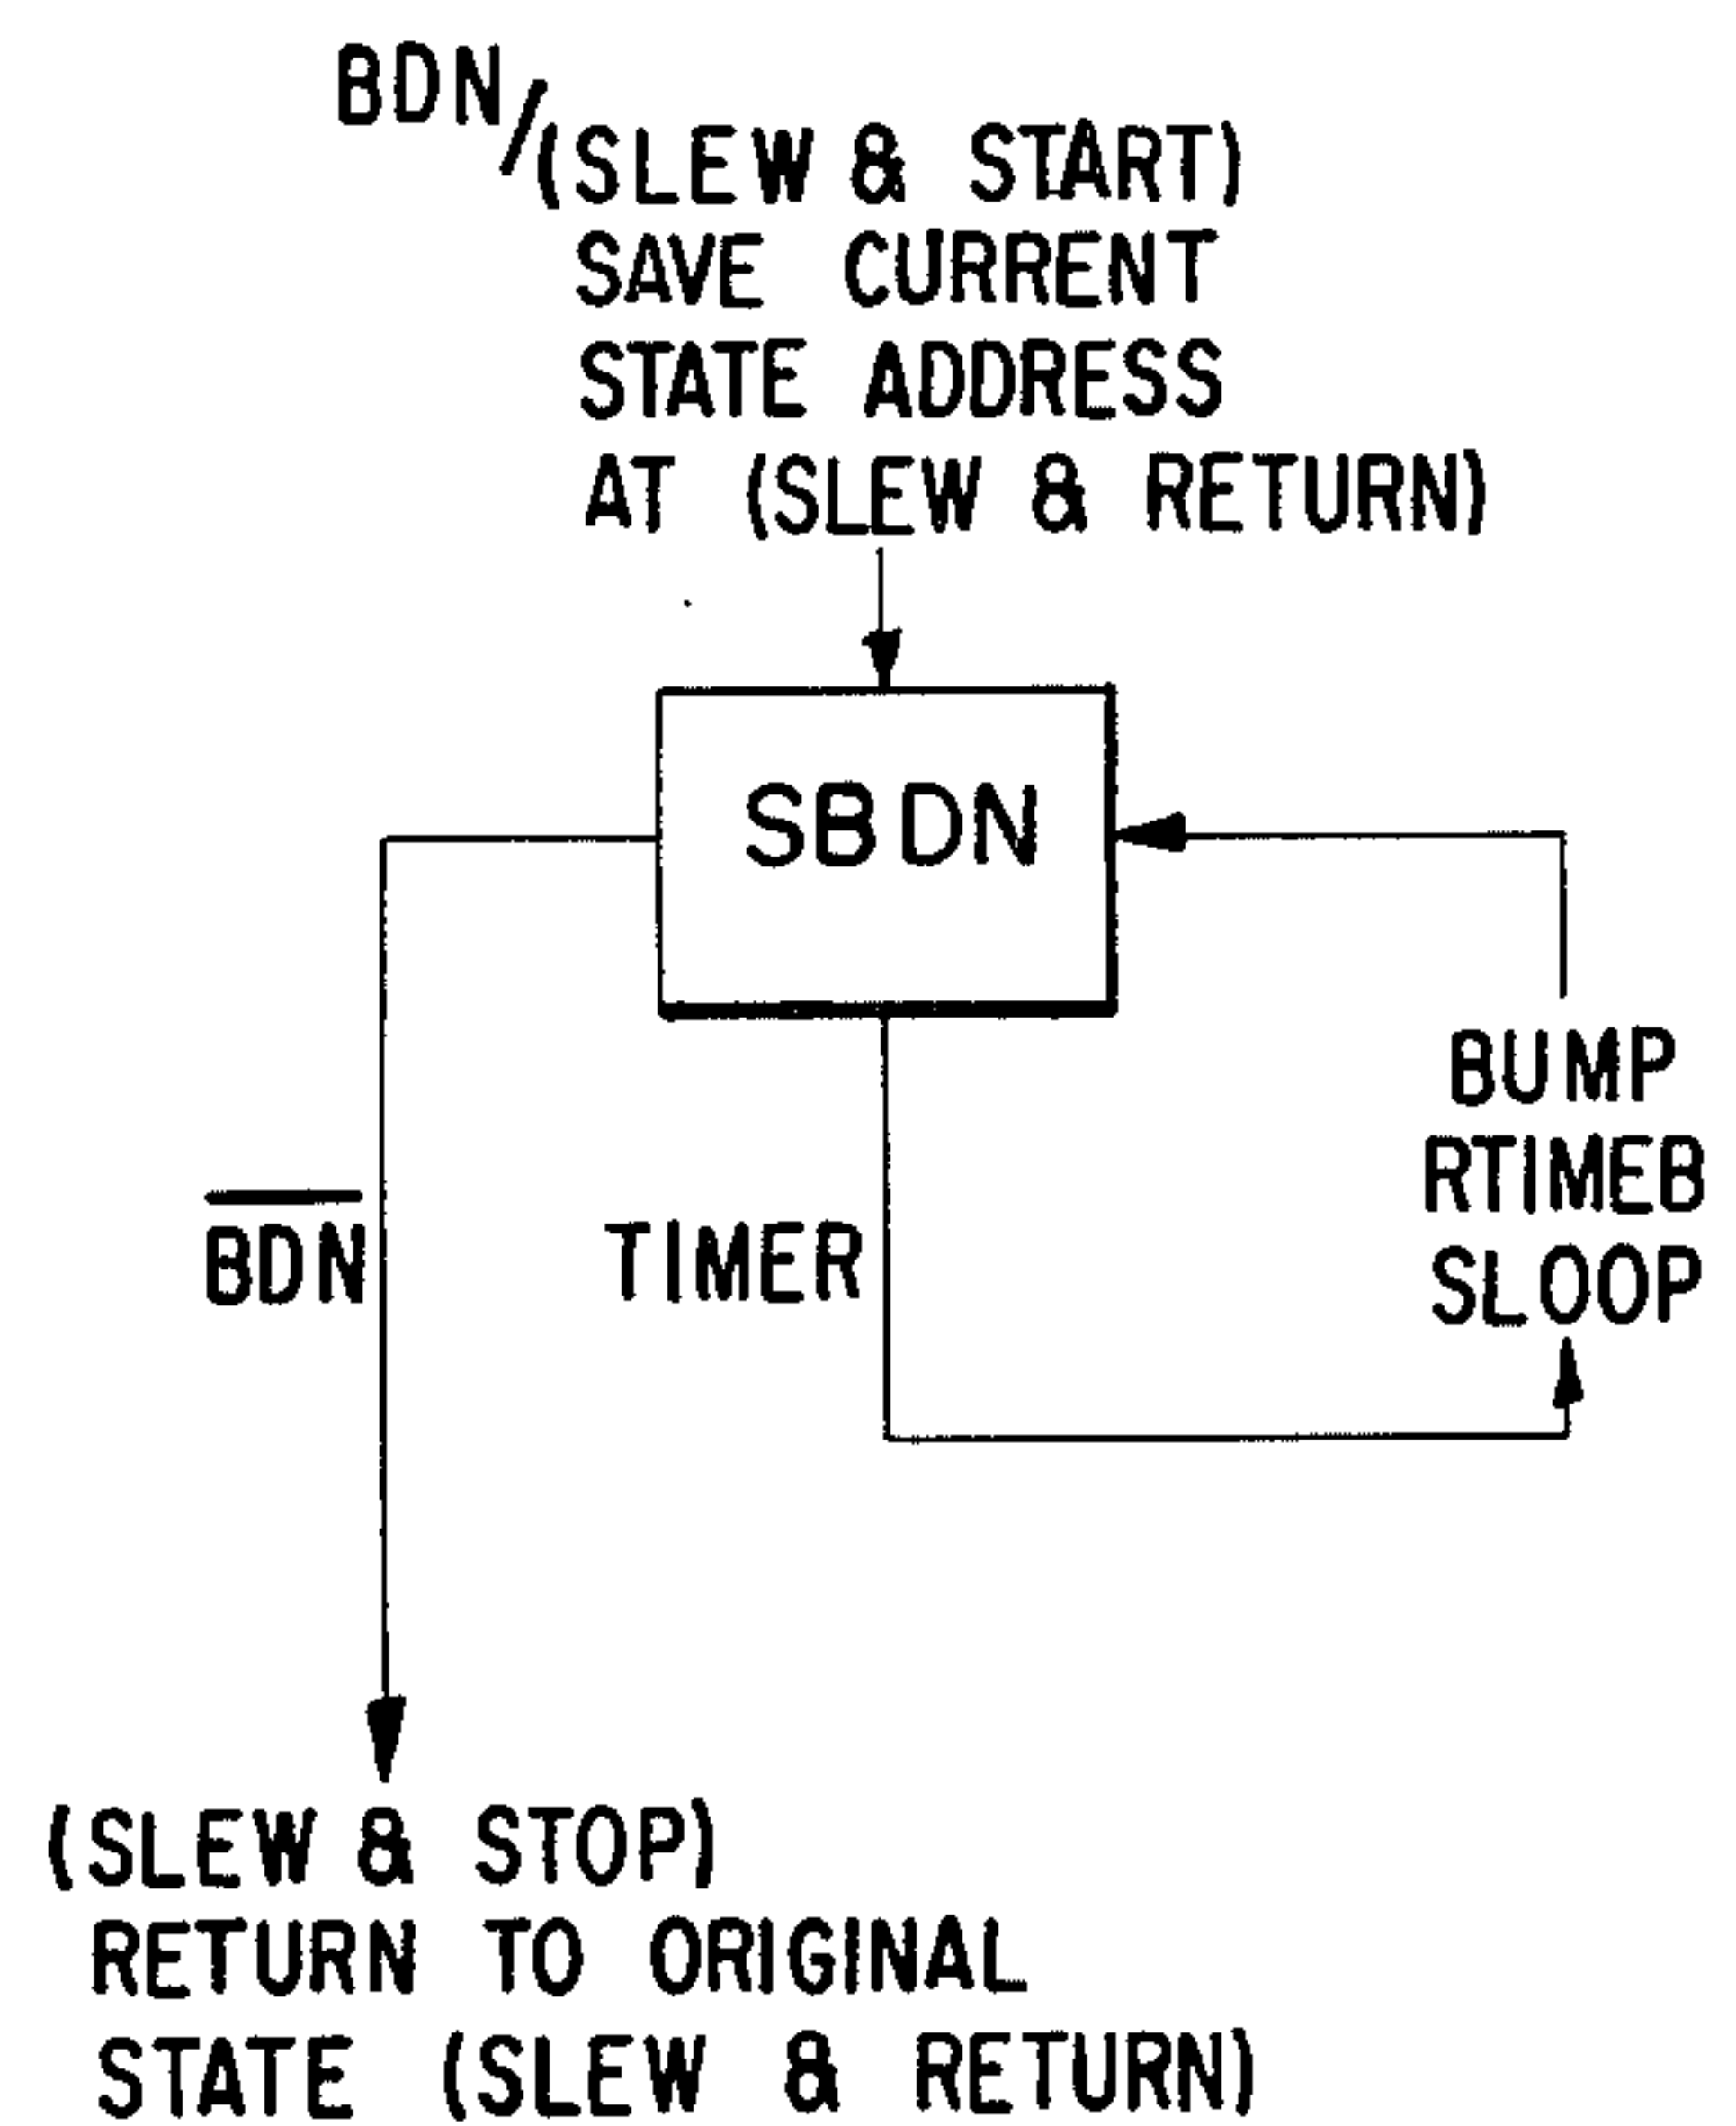 BDN/(SLEW & START)
SAVE CURRENT
STATE ADDRESS
AT (SLEW & RETURN)
SBDN
BUMP
RTIMEB
SLOOP
B̅D̅N̅
TIMER
(SLEW & STOP)
RETURN TO ORIGINAL
STATE (SLEW & RETURN)